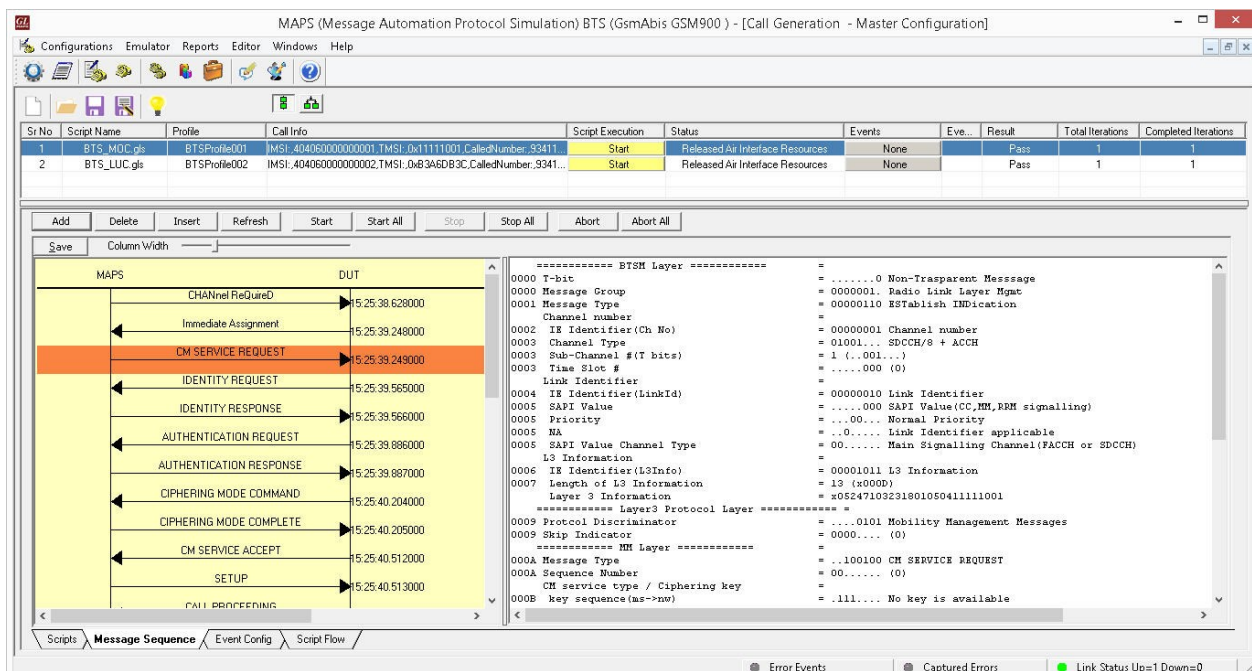 GL
MAPS (Message Automation Protocol Simulation) BTS (GsmAbis GSM900 ) - [Call Generation - Master Configuration]
Configurations Emulator Reports Editor Windows Help
Sr No Script Name Profile Call Info Script Execution Status Events Eve... Result Total Iterations Completed Iterations
1 BTS_MOC.gls BTSProfile001 IMSI:,404060000000001,TMSI:,0x11111001,CalledNumber:,93411... Start Released Air Interface Resources None Pass 1 1
2 BTS_LUC.gls BTSProfile002 IMSI:,404060000000002,TMSI:,0xB3A6DB3C,CalledNumber:,9341... Start Released Air Interface Resources None Pass 1 1
Add Delete Insert Refresh Start Start All Stop Stop All Abort Abort All
Save Column Width
MAPS DUT
CHANnel ReQuireD 15:25:38.628000
Immediate Assignment 15:25:39.248000
CM SERVICE REQUEST 15:25:39.249000
IDENTITY REQUEST 15:25:39.565000
IDENTITY RESPONSE 15:25:39.566000
AUTHENTICATION REQUEST 15:25:39.886000
AUTHENTICATION RESPONSE 15:25:39.887000
CIPHERING MODE COMMAND 15:25:40.204000
CIPHERING MODE COMPLETE 15:25:40.205000
CM SERVICE ACCEPT 15:25:40.512000
SETUP 15:25:40.513000
CALL PROCEEDING
============ BTSM Layer ============ =
0000 T-bit = .......0 Non-Trasparent Messsage
0000 Message Group = 0000001. Radio Link Layer Mgmt
0001 Message Type = 00000110 ESTablish INDication
Channel number =
0002 IE Identifier(Ch No) = 00000001 Channel number
0003 Channel Type = 01001... SDCCH/8 + ACCH
0003 Sub-Channel #(T bits) = 1 (..001...)
0003 Time Slot # = .....000 (0)
Link Identifier =
0004 IE Identifier(LinkId) = 00000010 Link Identifier
0005 SAPI Value = .....000 SAPI Value(CC,MM,RRM signalling)
0005 Priority = ...00... Normal Priority
0005 NA = ..0..... Link Identifier applicable
0005 SAPI Value Channel Type = 00...... Main Signalling Channel(FACCH or SDCCH)
L3 Information =
0006 IE Identifier(L3Info) = 00001011 L3 Information
0007 Length of L3 Information = 13 (x000D)
Layer 3 Information = x05247103231801050411111001
============ Layer3 Protocol Layer ============ =
0009 Protcol Discriminator = ....0101 Mobility Management Messages
0009 Skip Indicator = 0000.... (0)
============ MM Layer ============ =
000A Message Type = ..100100 CM SERVICE REQUEST
000A Sequence Number = 00...... (0)
CM service type / Ciphering key =
000B key sequence(ms->nw) = .111.... No key is available
Scripts Message Sequence Event Config Script Flow
Error Events Captured Errors Link Status Up=1 Down=0